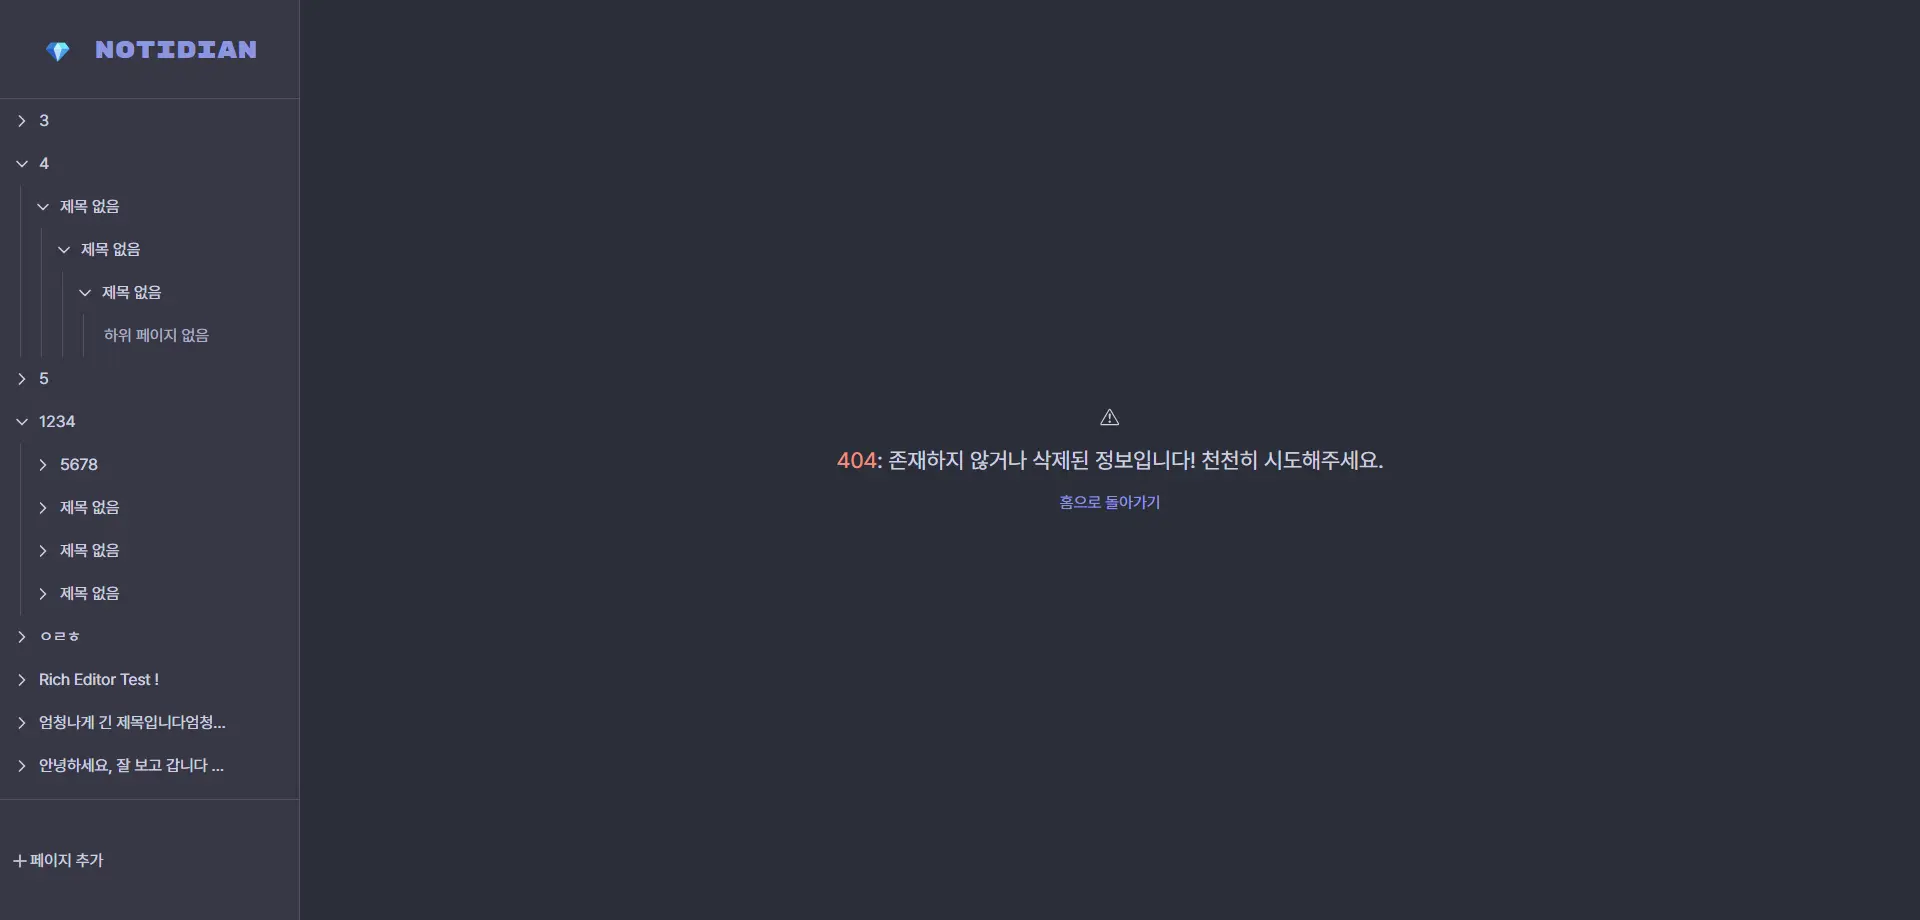 NOTIDIAN
3
4
제목 없음
제목 없음
제목 없음
하위 페이지 없음
5
1234
5678
제목 없음
제목 없음
제목 없음
ㅇㄹㅎ
Rich Editor Test !
엄청나게 긴 제목입니다엄청...
안녕하세요, 잘 보고 갑니다 ...
페이지 추가
404: 존재하지 않거나 삭제된 정보입니다! 천천히 시도해주세요.
홈으로 돌아가기